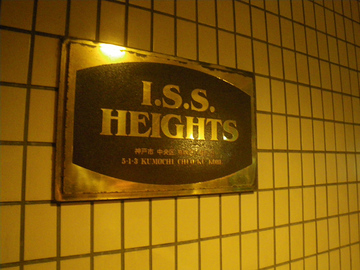 I.S.S.
HEIGHTS
神戸市 中央区
5-1-3 KUMOCHI CHUO-KU KOBE